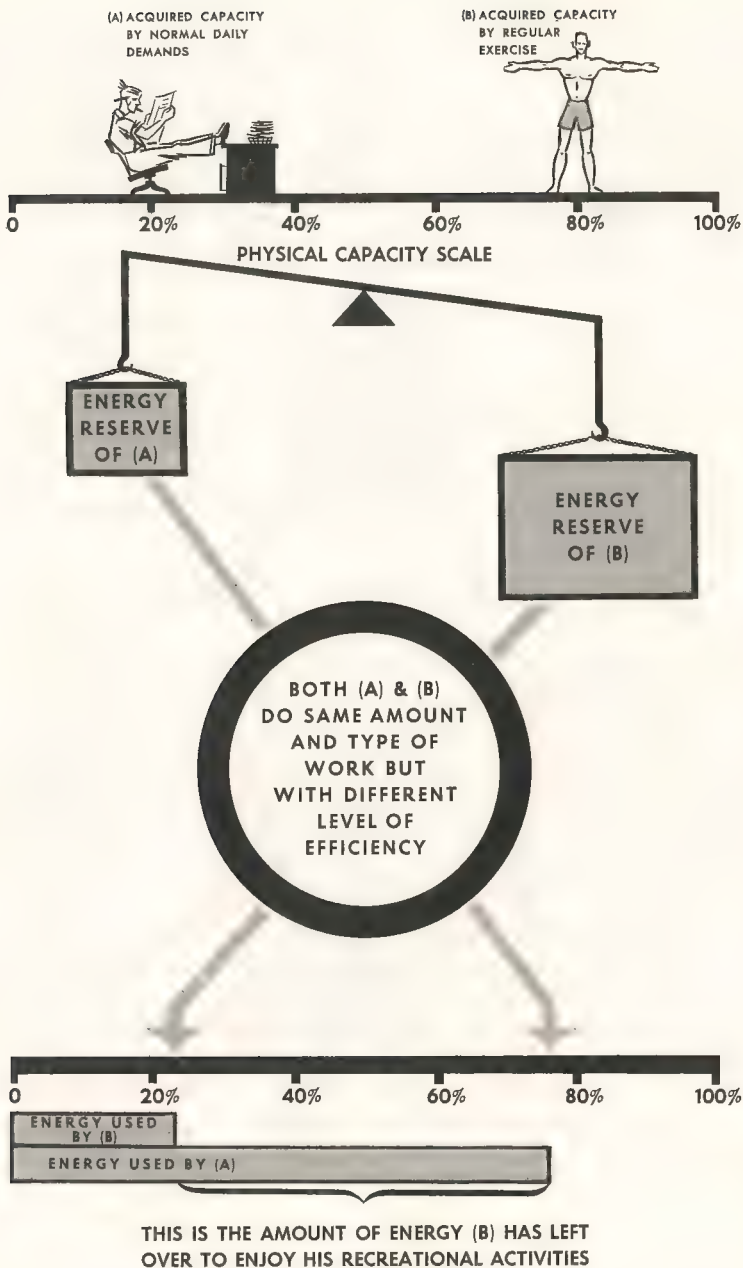 (A) ACQUIRED CAPACITY
BY NORMAL DAILY
DEMANDS
(B) ACQUIRED CAPACITY
BY REGULAR
EXERCISE
0 20% 40% 60% 80% 100%
PHYSICAL CAPACITY SCALE
ENERGY
RESERVE
OF (A)
ENERGY
RESERVE
OF (B)
BOTH (A) & (B)
DO SAME AMOUNT
AND TYPE OF
WORK BUT
WITH DIFFERENT
LEVEL OF
EFFICIENCY
0 20% 40% 60% 80% 100%
ENERGY USED
BY (B)
ENERGY USED BY (A)
THIS IS THE AMOUNT OF ENERGY (B) HAS LEFT
OVER TO ENJOY HIS RECREATIONAL ACTIVITIES